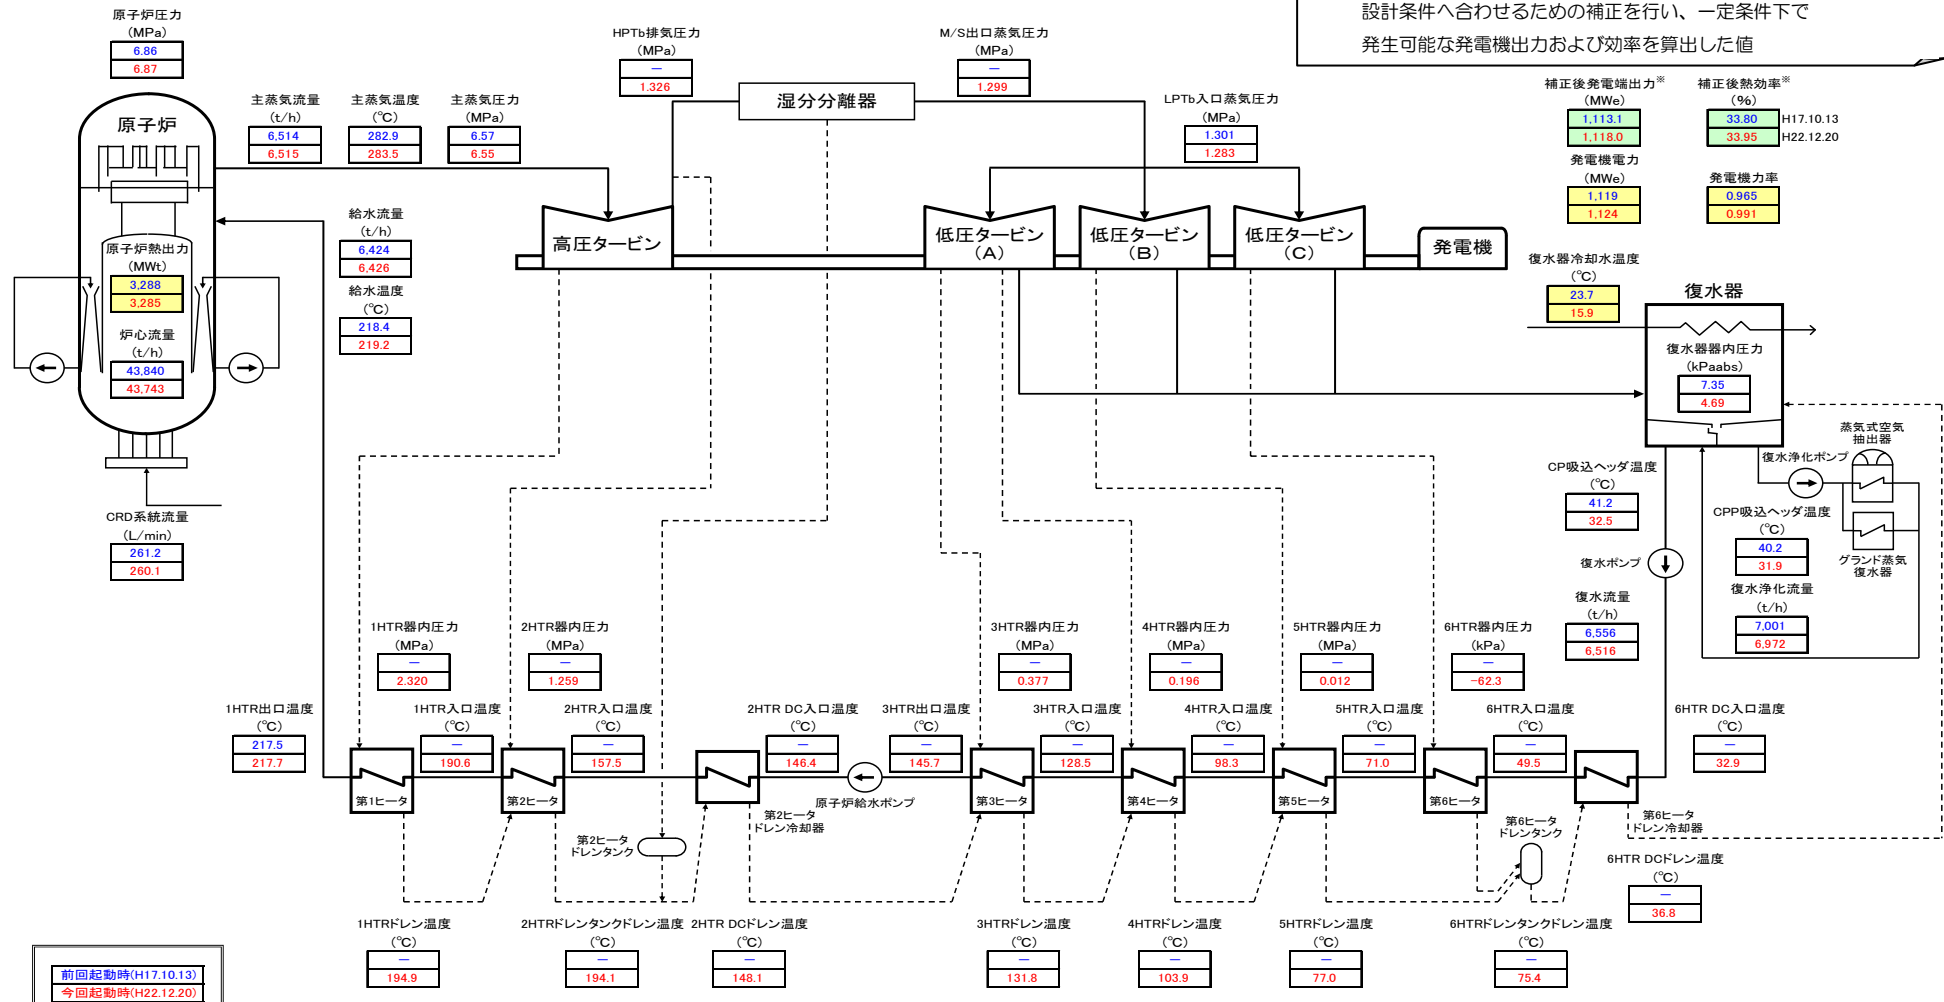 設計条件へ合わせるための補正を行い、一定条件下で
発生可能な発電機出力および効率を算出した値
原子炉圧力
(MPa)
6.86
6.87
HPTb排気圧力
(MPa)
－
1.326
M/S出口蒸気圧力
(MPa)
－
1.299
湿分分離器
LPTb入口蒸気圧力
(MPa)
1.301
1.283
補正後発電端出力※
(MWe)
1,113.1
1,118.0
補正後熱効率※
(%)
33.80
H17.10.13
33.95
H22.12.20
発電機電力
(MWe)
1,119
1,124
発電機力率
0.965
0.991
原子炉
主蒸気流量
(t/h)
6,514
6,515
主蒸気温度
(℃)
282.9
283.5
主蒸気圧力
(MPa)
6.57
6.55
給水流量
(t/h)
6,424
6,426
給水温度
(℃)
218.4
219.2
原子炉熱出力
(MWt)
3,288
3,285
炉心流量
(t/h)
43,840
43,743
高圧タービン
低圧タービン
(A)
低圧タービン
(B)
低圧タービン
(C)
発電機
復水器冷却水温度
(℃)
23.7
15.9
復水器
復水器器内圧力
(kPaabs)
7.35
4.69
蒸気式空気
抽出器
復水浄化ポンプ
CP吸込ヘッダ温度
(℃)
41.2
32.5
CPP吸込ヘッダ温度
(℃)
40.2
31.9
グランド蒸気
復水器
復水ポンプ
復水流量
(t/h)
6,556
6,516
復水浄化流量
(t/h)
7,001
6,972
CRD系統流量
(L/min)
261.2
260.1
1HTR器内圧力
(MPa)
－
2.320
2HTR器内圧力
(MPa)
－
1.259
3HTR器内圧力
(MPa)
－
0.377
4HTR器内圧力
(MPa)
－
0.196
5HTR器内圧力
(MPa)
－
0.012
6HTR器内圧力
(kPa)
－
-62.3
1HTR出口温度
(℃)
217.5
217.7
1HTR入口温度
(℃)
－
190.6
2HTR入口温度
(℃)
－
157.5
2HTR DC入口温度
(℃)
－
146.4
3HTR出口温度
(℃)
－
145.7
3HTR入口温度
(℃)
－
128.5
4HTR入口温度
(℃)
－
98.3
5HTR入口温度
(℃)
－
71.0
6HTR入口温度
(℃)
－
49.5
6HTR DC入口温度
(℃)
－
32.9
第1ヒータ
第2ヒータ
第2ヒータ
ドレン冷却器
原子炉給水ポンプ
第3ヒータ
第4ヒータ
第5ヒータ
第6ヒータ
第6ヒータ
ドレン冷却器
第2ヒータ
ドレンタンク
第6ヒータ
ドレンタンク
6HTR DCドレン温度
(℃)
－
36.8
1HTRドレン温度
(℃)
－
194.9
2HTRドレンタンクドレン温度
(℃)
－
194.1
2HTR DCドレン温度
(℃)
－
148.1
3HTRドレン温度
(℃)
－
131.8
4HTRドレン温度
(℃)
－
103.9
5HTRドレン温度
(℃)
－
77.0
6HTRドレンタンクドレン温度
(℃)
－
75.4
前回起動時(H17.10.13)
今回起動時(H22.12.20)